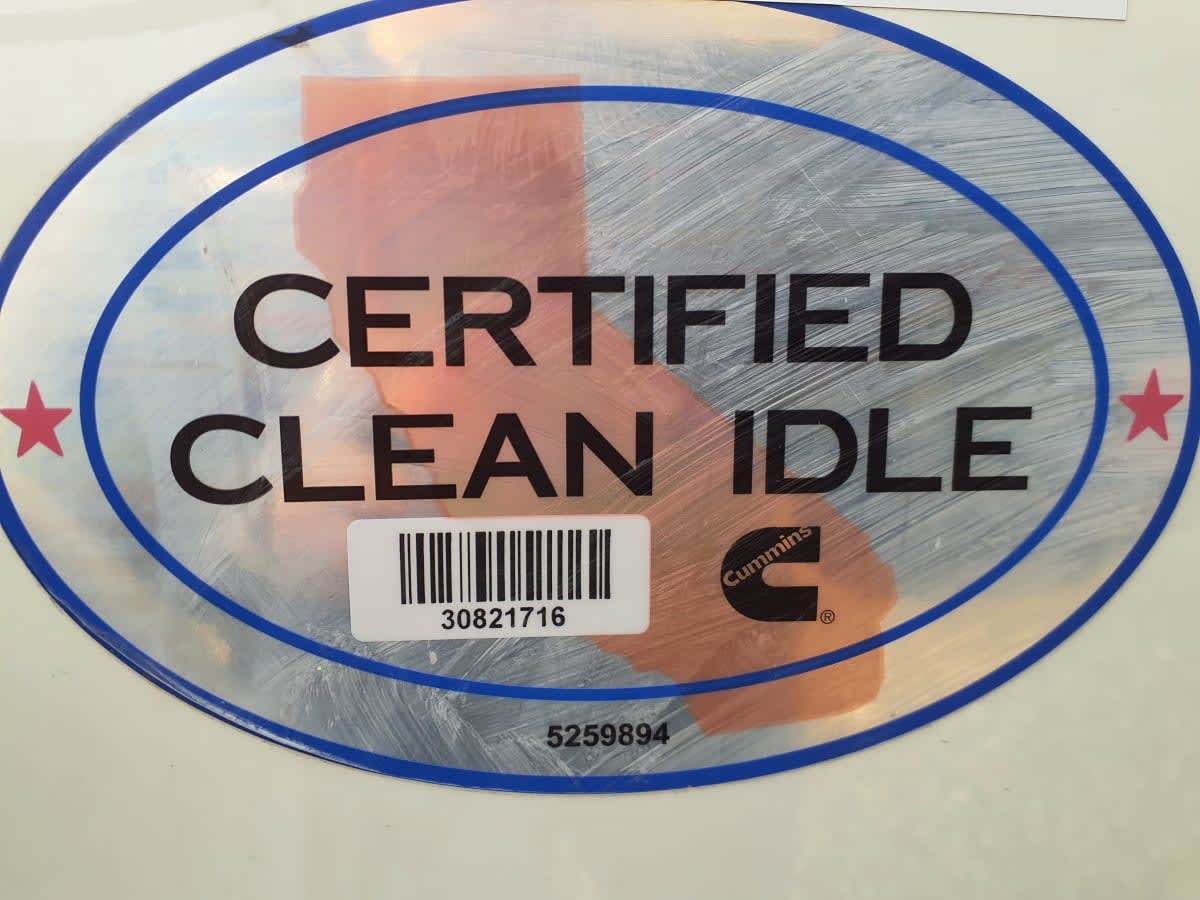 CERTIFIED
CLEAN IDLE
30821716
Cummins
®
5259894